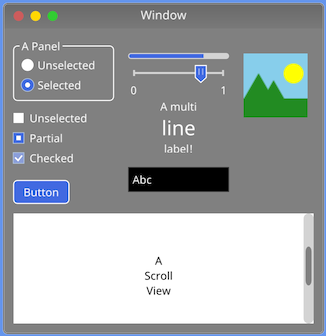 Window
A Panel
Unselected
Selected
0 1
A multi
line
label!
Unselected
Partial
Checked
Button
Abc
A
Scroll
View